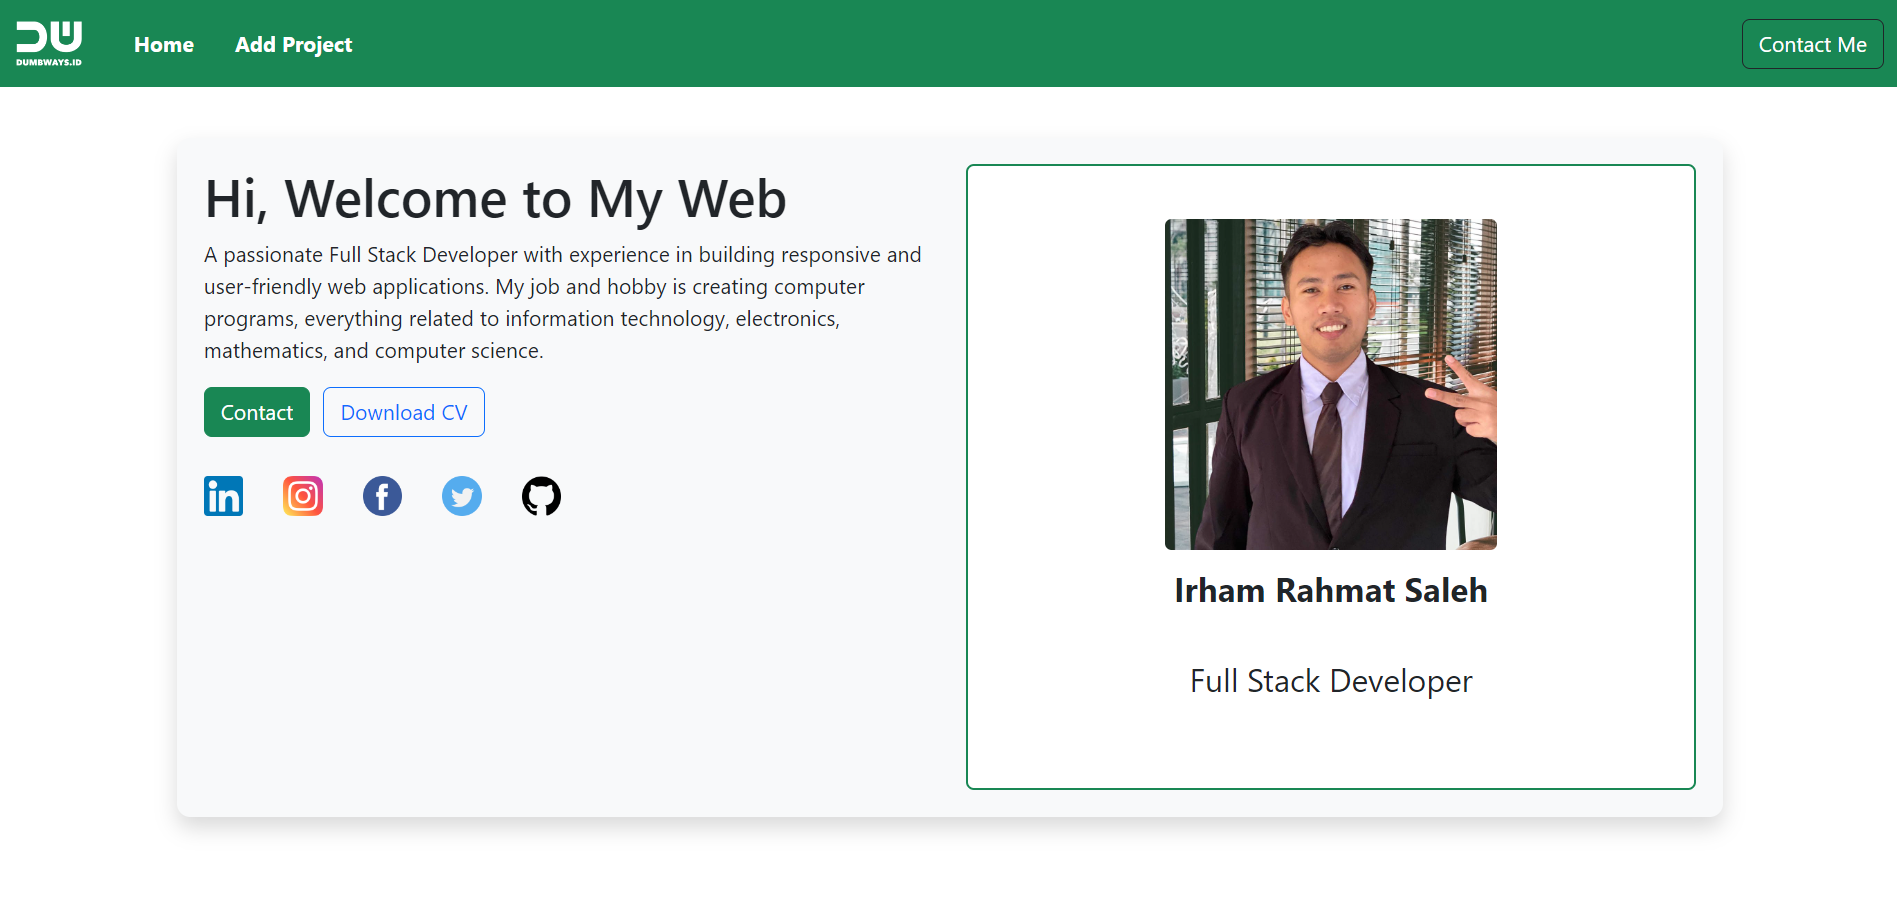 DUMBWAYS.ID
Home
Add Project
Contact Me
Hi, Welcome to My Web
A passionate Full Stack Developer with experience in building responsive and
user-friendly web applications. My job and hobby is creating computer
programs, everything related to information technology, electronics,
mathematics, and computer science.
Contact
Download CV
in
f
Irham Rahmat Saleh
Full Stack Developer